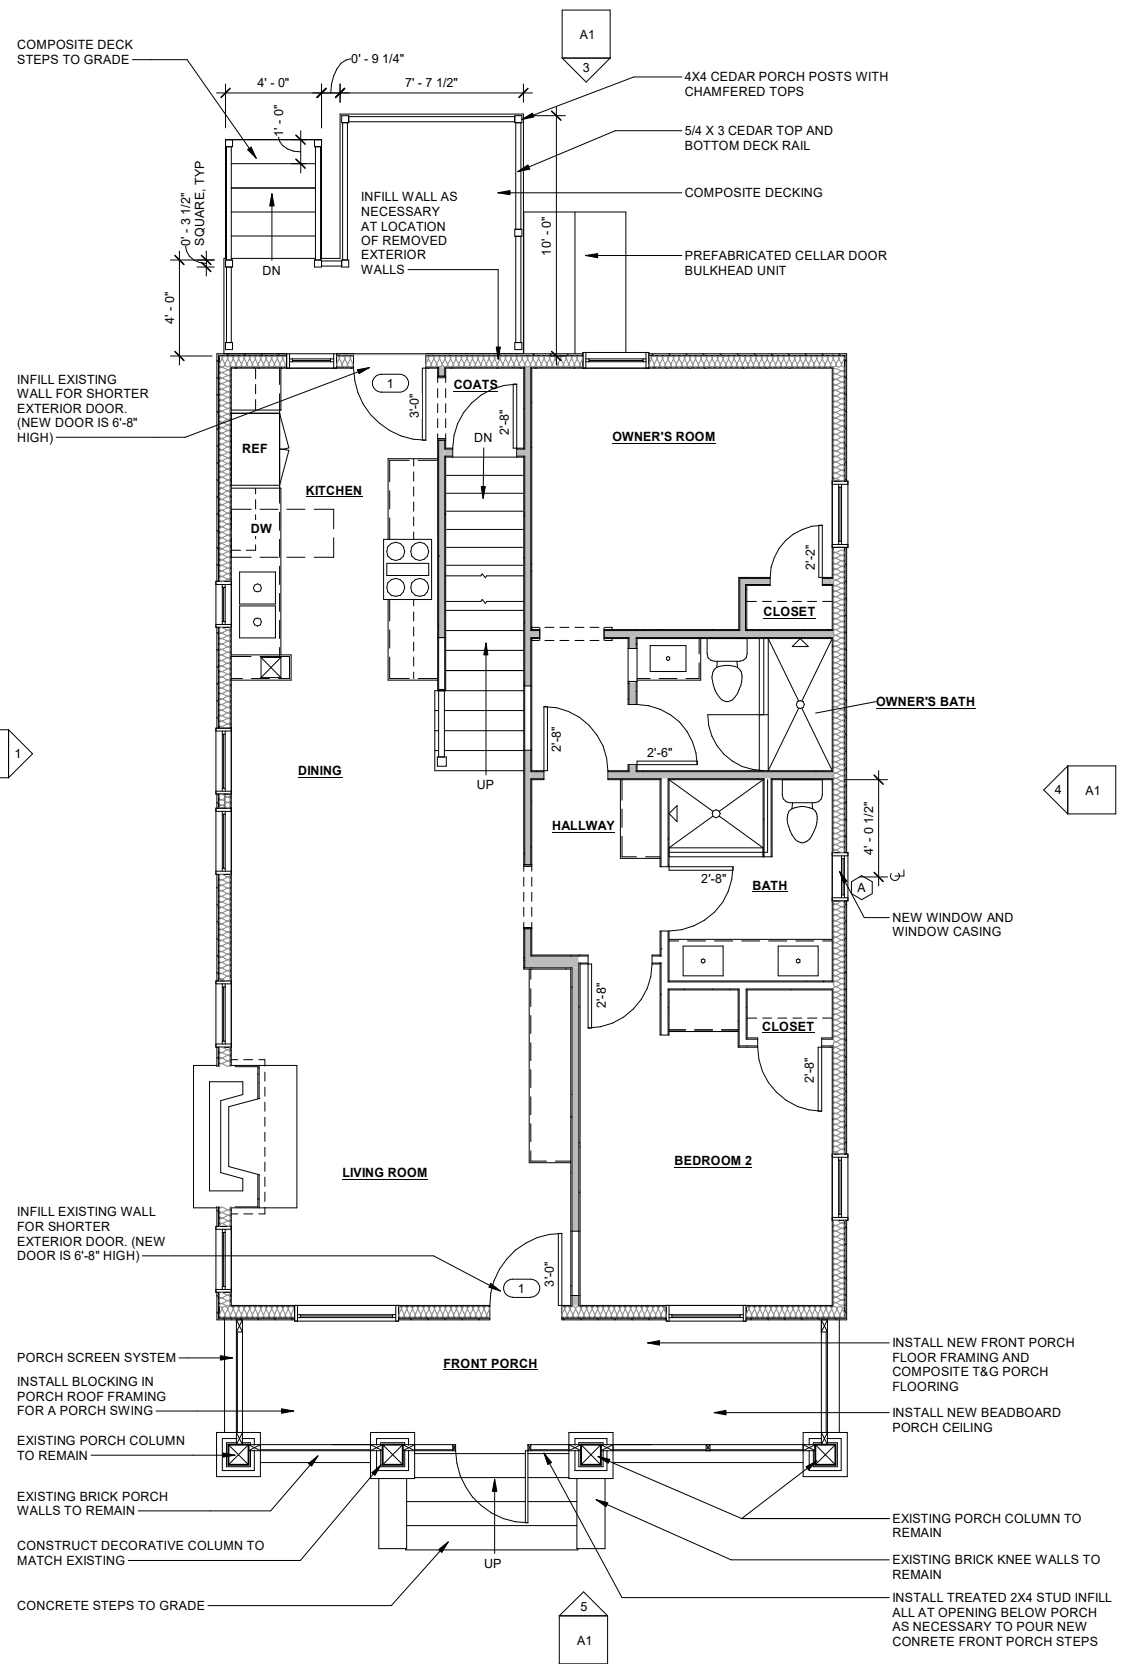 A1
3
COMPOSITE DECK
STEPS TO GRADE
0' - 9 1/4"
4' - 0"
7' - 7 1/2"
4X4 CEDAR PORCH POSTS WITH
CHAMFERED TOPS
1' - 0"
5/4 X 3 CEDAR TOP AND
BOTTOM DECK RAIL
0' - 3 1/2"
SQUARE, TYP
INFILL WALL AS
NECESSARY
AT LOCATION
OF REMOVED
EXTERIOR
WALLS
COMPOSITE DECKING
10' - 0"
PREFABRICATED CELLAR DOOR
BULKHEAD UNIT
DN
4' - 0"
INFILL EXISTING
WALL FOR SHORTER
EXTERIOR DOOR.
(NEW DOOR IS 6'-8"
HIGH)
1
3'-0"
COATS
2'-8"
DN
OWNER'S ROOM
REF
KITCHEN
DW
2'-2"
CLOSET
OWNER'S BATH
2'-8"
2'-6"
1
DINING
UP
4
A1
HALLWAY
4' - 0 1/2"
2'-8"
BATH
A
CL
NEW WINDOW AND
WINDOW CASING
2'-8"
CLOSET
2'-8"
LIVING ROOM
BEDROOM 2
INFILL EXISTING WALL
FOR SHORTER
EXTERIOR DOOR. (NEW
DOOR IS 6'-8" HIGH)
1
3'-0"
PORCH SCREEN SYSTEM
FRONT PORCH
INSTALL NEW FRONT PORCH
FLOOR FRAMING AND
COMPOSITE T&G PORCH
FLOORING
INSTALL BLOCKING IN
PORCH ROOF FRAMING
FOR A PORCH SWING
INSTALL NEW BEADBOARD
PORCH CEILING
EXISTING PORCH COLUMN
TO REMAIN
EXISTING BRICK PORCH
WALLS TO REMAIN
EXISTING PORCH COLUMN TO
REMAIN
CONSTRUCT DECORATIVE COLUMN TO
MATCH EXISTING
UP
EXISTING BRICK KNEE WALLS TO
REMAIN
CONCRETE STEPS TO GRADE
INSTALL TREATED 2X4 STUD INFILL
ALL AT OPENING BELOW PORCH
AS NECESSARY TO POUR NEW
CONRETE FRONT PORCH STEPS
5
A1